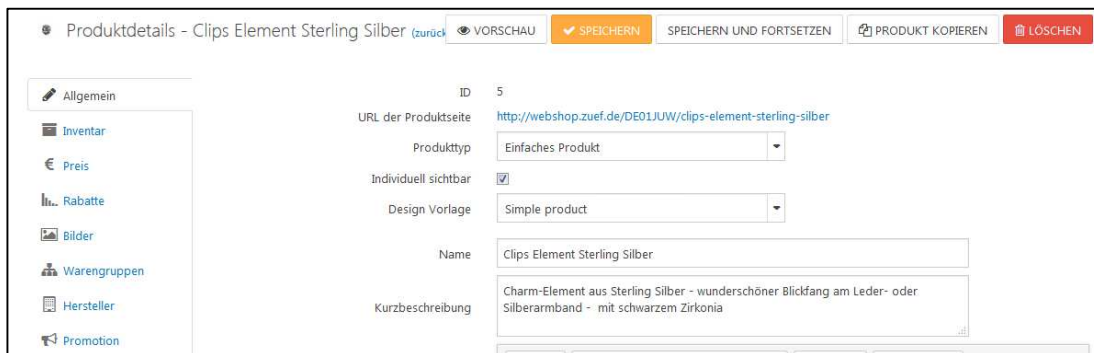 Produktdetails - Clips Element Sterling Silber (zurück
VORSCHAU
SPEICHERN
SPEICHERN UND FORTSETZEN
PRODUKT KOPIEREN
LÖSCHEN
Allgemein
Inventar
Preis
Rabatte
Bilder
Warengruppen
Hersteller
Promotion
ID 5
URL der Produktseite http://webshop.zuef.de/DE01JUW/clips-element-sterling-silber
Produkttyp Einfaches Produkt
Individuell sichtbar
Design Vorlage Simple product
Name Clips Element Sterling Silber
Kurzbeschreibung Charm-Element aus Sterling Silber - wunderschöner Blickfang am Leder- oder
Silberarmband - mit schwarzem Zirkonia